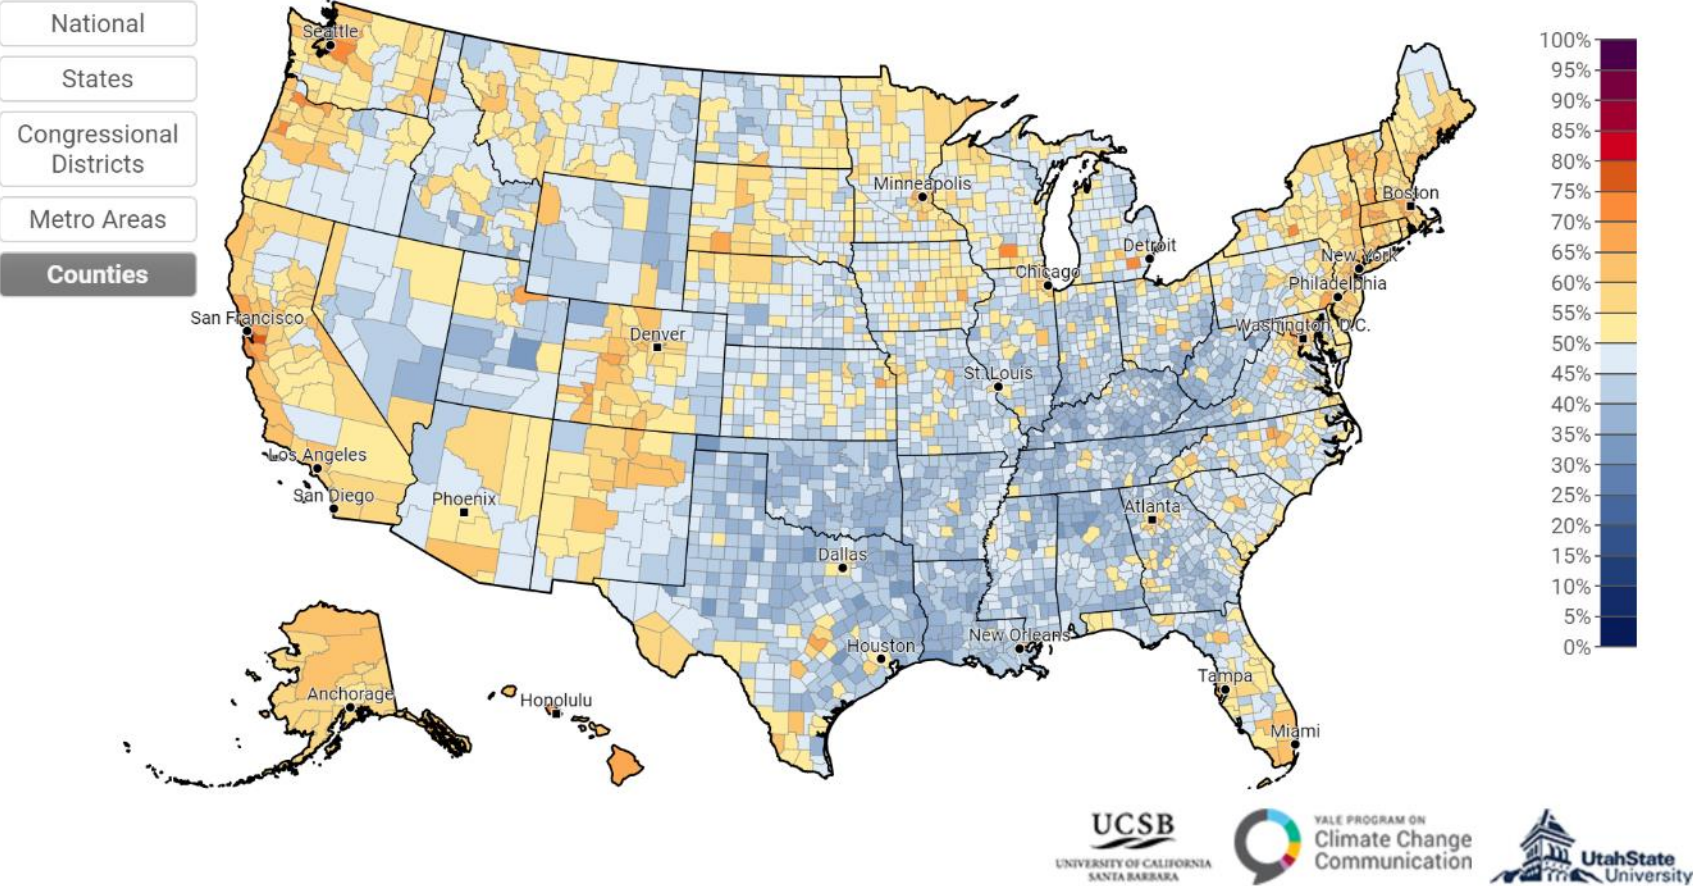 National
States
Congressional
Districts
Metro Areas
Counties
Seattle
Minneapolis
Boston
Detroit
New York
Chicago
Philadelphia
San Francisco
Denver
Washington, D.C.
St. Louis
Los Angeles
San Diego
Phoenix
Atlanta
Dallas
New Orleans
Houston
Tampa
Anchorage
Honolulu
Miami
100%
95%
90%
85%
80%
75%
70%
65%
60%
55%
50%
45%
40%
35%
30%
25%
20%
15%
10%
5%
0%
UCSB
UNIVERSITY OF CALIFORNIA
SANTA BARBARA
YALE PROGRAM ON
Climate Change
Communication
UtahState
University